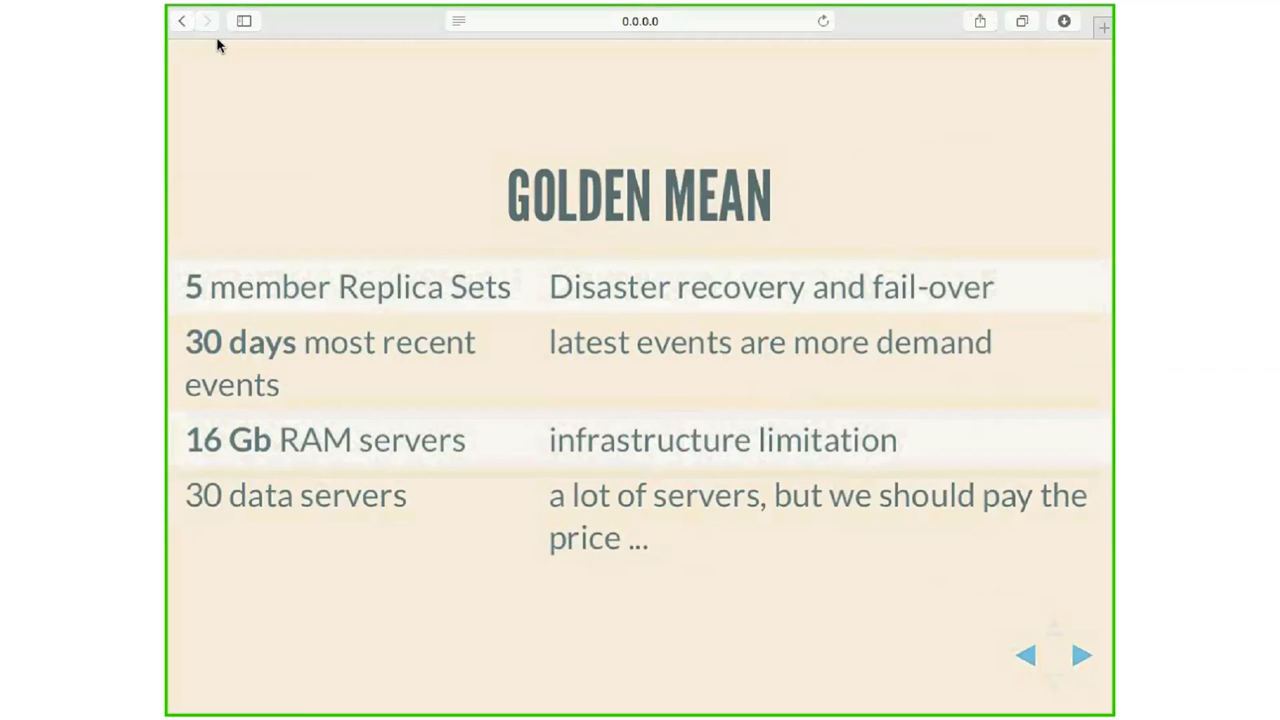 0.0.0.0
GOLDEN MEAN
5 member Replica Sets Disaster recovery and fail-over
30 days most recent latest events are more demand
events
16 Gb RAM servers infrastructure limitation
30 data servers a lot of servers, but we should pay the
price ...